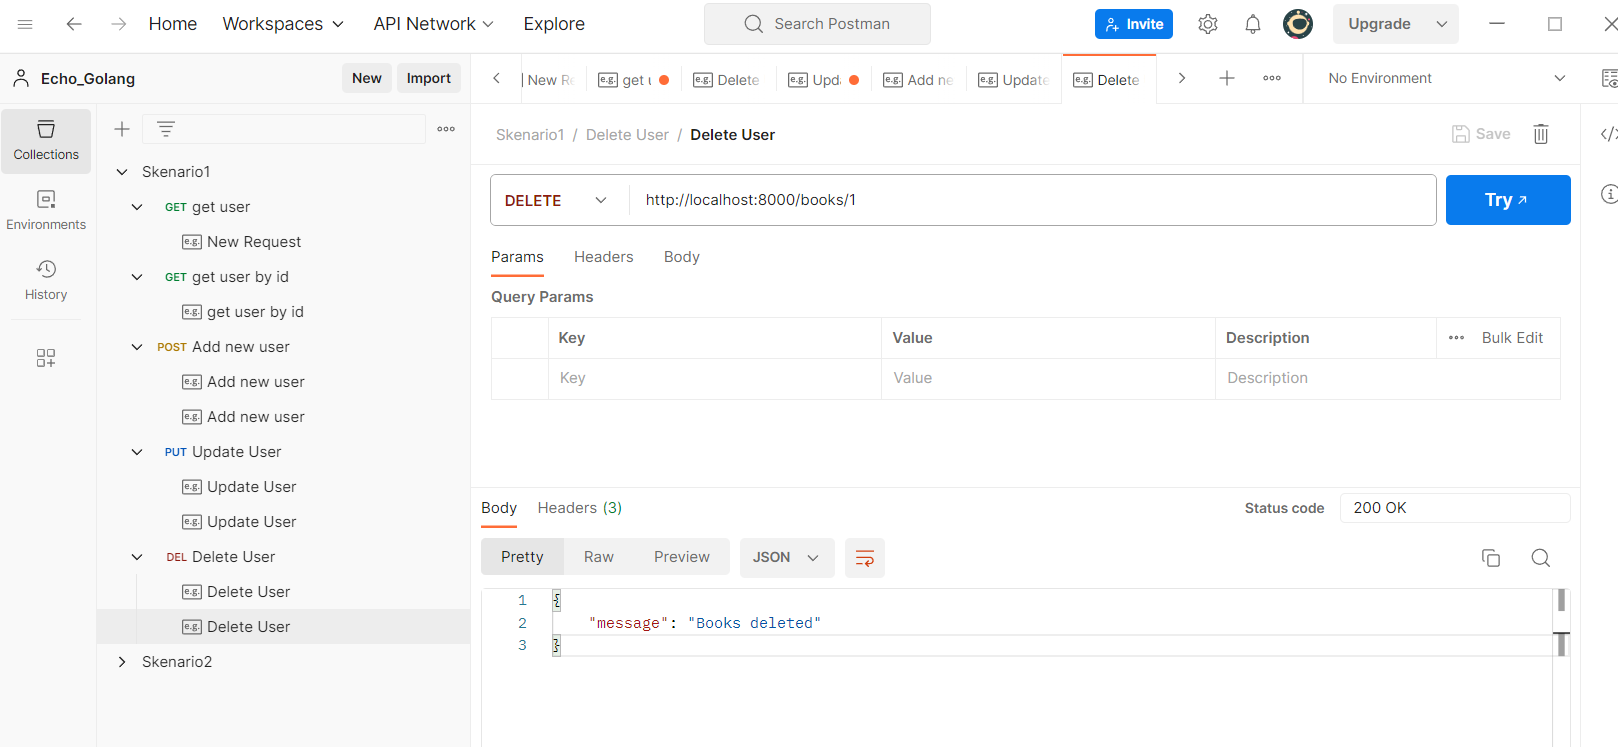 Home Workspaces API Network Explore Search Postman Invite Upgrade
Echo_Golang New Import
New Re get u Delete Upda Add ne Update Delete No Environment
Collections
Environments
History
Skenario1
GET get user
e.g. New Request
GET get user by id
e.g. get user by id
POST Add new user
e.g. Add new user
e.g. Add new user
PUT Update User
e.g. Update User
e.g. Update User
DEL Delete User
e.g. Delete User
e.g. Delete User
Skenario2
Skenario1 / Delete User / Delete User Save
DELETE http://localhost:8000/books/1 Try
Params Headers Body
Query Params
Key Value Description Bulk Edit
Key Value Description
Body Headers (3) Status code 200 OK
Pretty Raw Preview JSON
1 {
2 "message": "Books deleted"
3 }